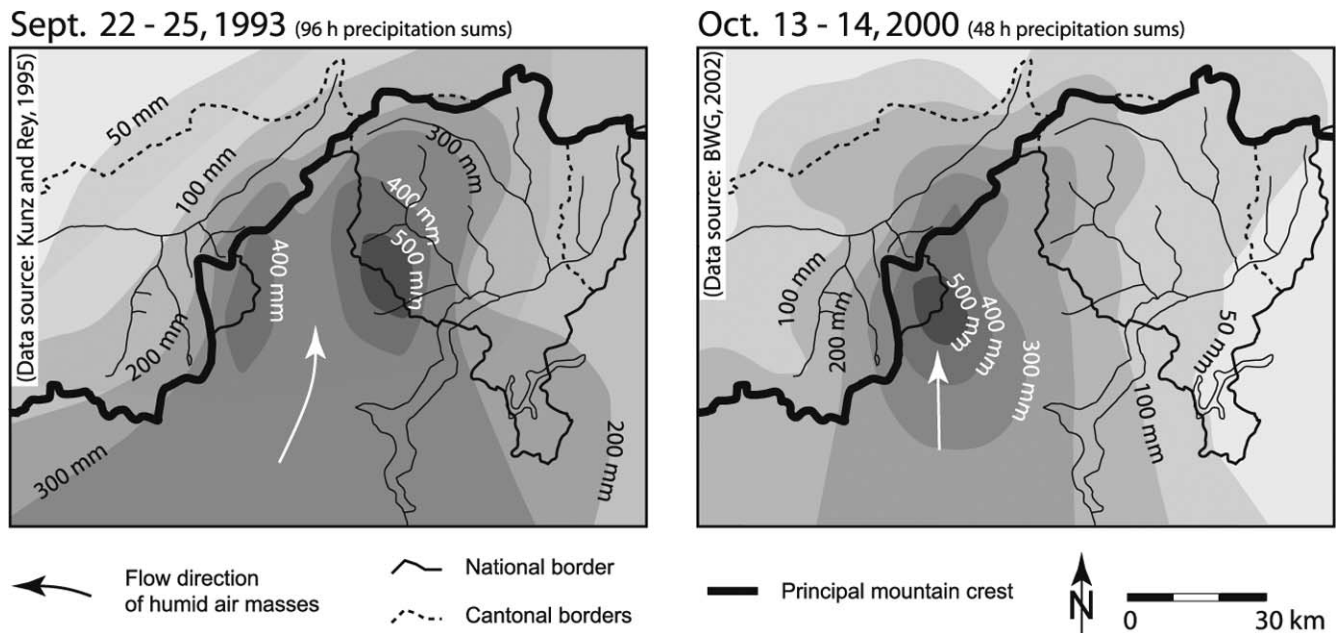 Sept. 22 - 25, 1993 (96 h precipitation sums)
(Data source: Kunz and Rey, 1995)
50 mm
100 mm
300 mm
400 mm
500 mm
400 mm
200 mm
300 mm
200 mm
Oct. 13 - 14, 2000 (48 h precipitation sums)
(Data source: BWG, 2002)
100 mm
200 mm
500 mm
400 mm
300 mm
50 mm
100 mm
Flow direction
of humid air masses
National border
Cantonal borders
Principal mountain crest
N
0 30 km